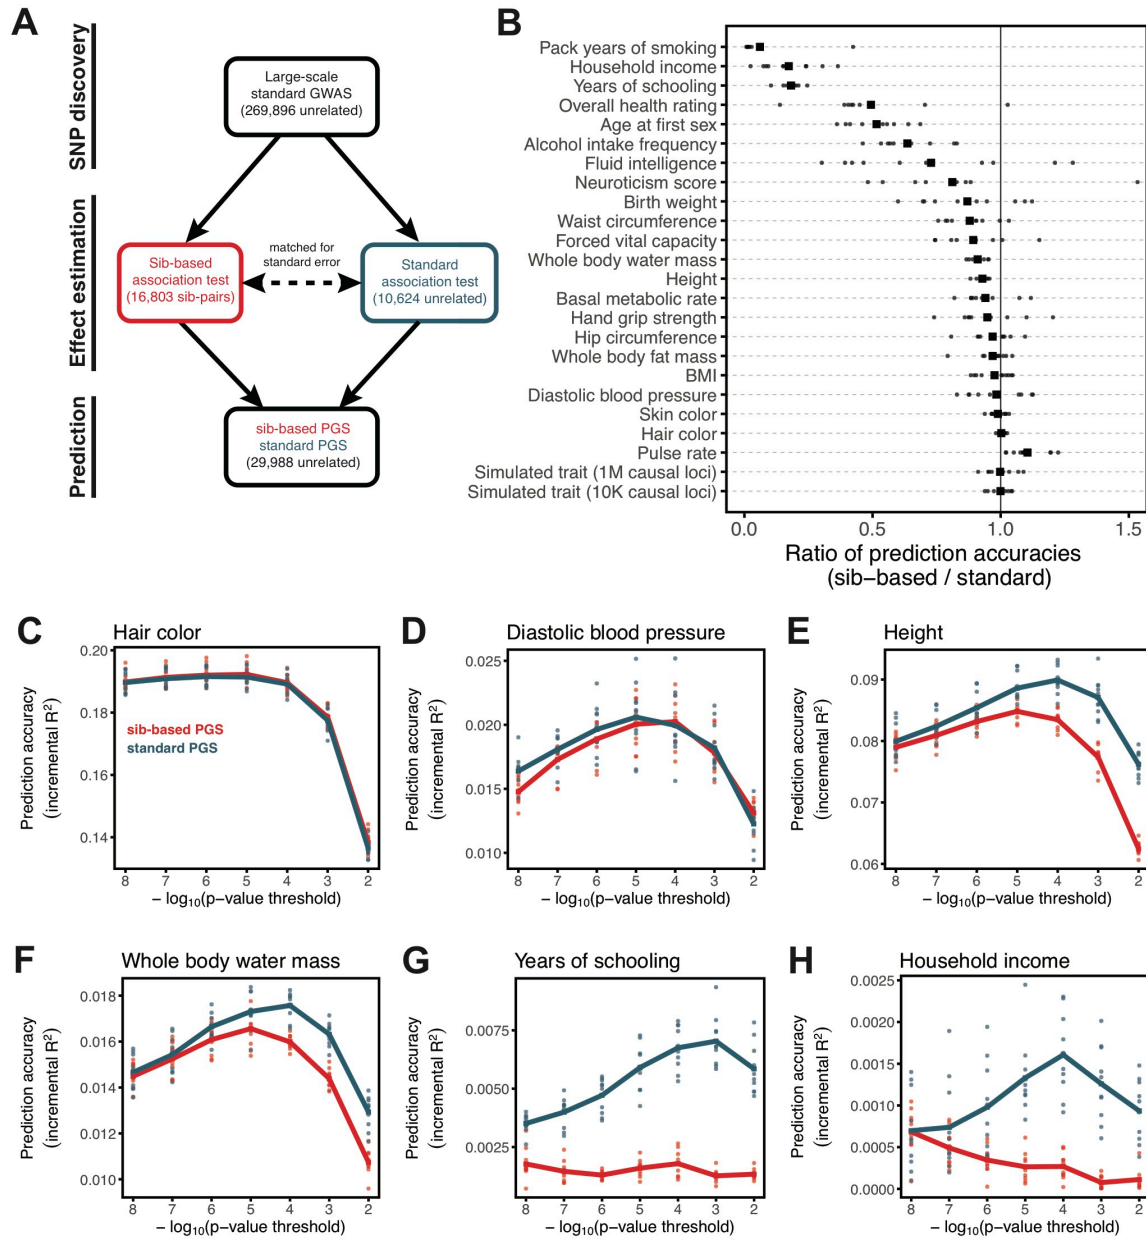 A
SNP discovery
Effect estimation
Prediction
Large-scale
standard GWAS
(269,896 unrelated)
Sib-based
association test
(16,803 sib-pairs)
matched for
standard error
Standard
association test
(10,624 unrelated)
sib-based PGS
standard PGS
(29,988 unrelated)
B
Pack years of smoking
Household income
Years of schooling
Overall health rating
Age at first sex
Alcohol intake frequency
Fluid intelligence
Neuroticism score
Birth weight
Waist circumference
Forced vital capacity
Whole body water mass
Height
Basal metabolic rate
Hand grip strength
Hip circumference
Whole body fat mass
BMI
Diastolic blood pressure
Skin color
Hair color
Pulse rate
Simulated trait (1M causal loci)
Simulated trait (10K causal loci)
0.0 0.5 1.0 1.5
Ratio of prediction accuracies
(sib−based / standard)
C
Hair color
Prediction accuracy
(incremental R²)
0.20
0.18
0.16
0.14
sib-based PGS
standard PGS
8 7 6 5 4 3 2
− log₁₀(p−value threshold)
D
Diastolic blood pressure
Prediction accuracy
(incremental R²)
0.025
0.020
0.015
0.010
8 7 6 5 4 3 2
− log₁₀(p−value threshold)
E
Height
Prediction accuracy
(incremental R²)
0.09
0.08
0.07
0.06
8 7 6 5 4 3 2
− log₁₀(p−value threshold)
F
Whole body water mass
Prediction accuracy
(incremental R²)
0.018
0.016
0.014
0.012
0.010
8 7 6 5 4 3 2
− log₁₀(p−value threshold)
G
Years of schooling
Prediction accuracy
(incremental R²)
0.0075
0.0050
0.0025
8 7 6 5 4 3 2
− log₁₀(p−value threshold)
H
Household income
Prediction accuracy
(incremental R²)
0.0025
0.0020
0.0015
0.0010
0.0005
0.0000
8 7 6 5 4 3 2
− log₁₀(p−value threshold)